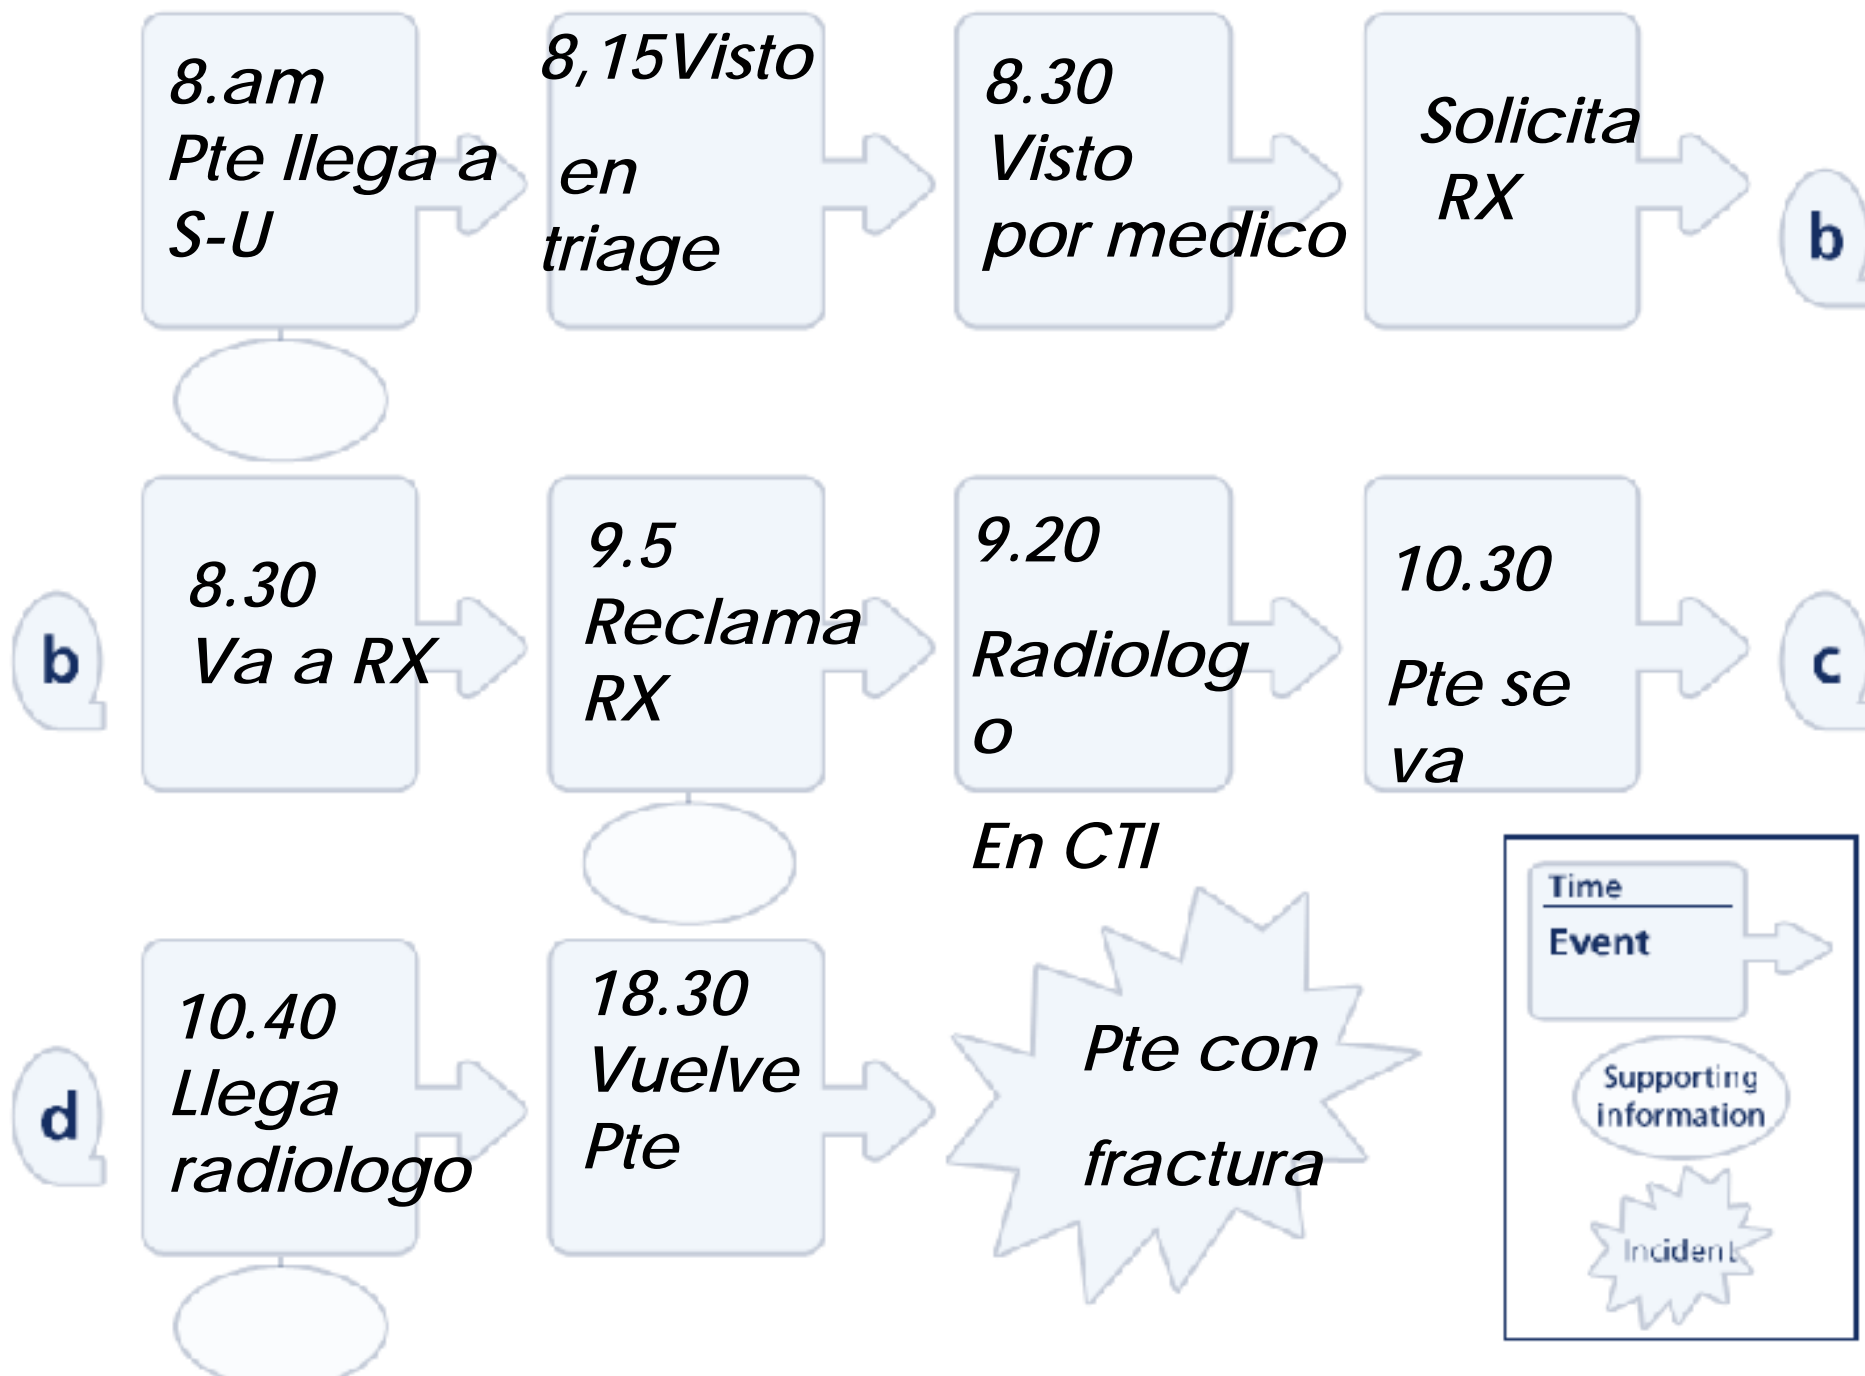 8.am
Pte llega a
S-U
8,15Visto
en
triage
8.30
Visto
por medico
Solicita
RX
b
b
8.30
Va a RX
9.5
Reclama
RX
9.20
Radiolog
o
En CTI
10.30
Pte se
va
c
d
10.40
Llega
radiologo
18.30
Vuelve
Pte
Pte con
fractura
Time
Event
Supporting
information
Incident